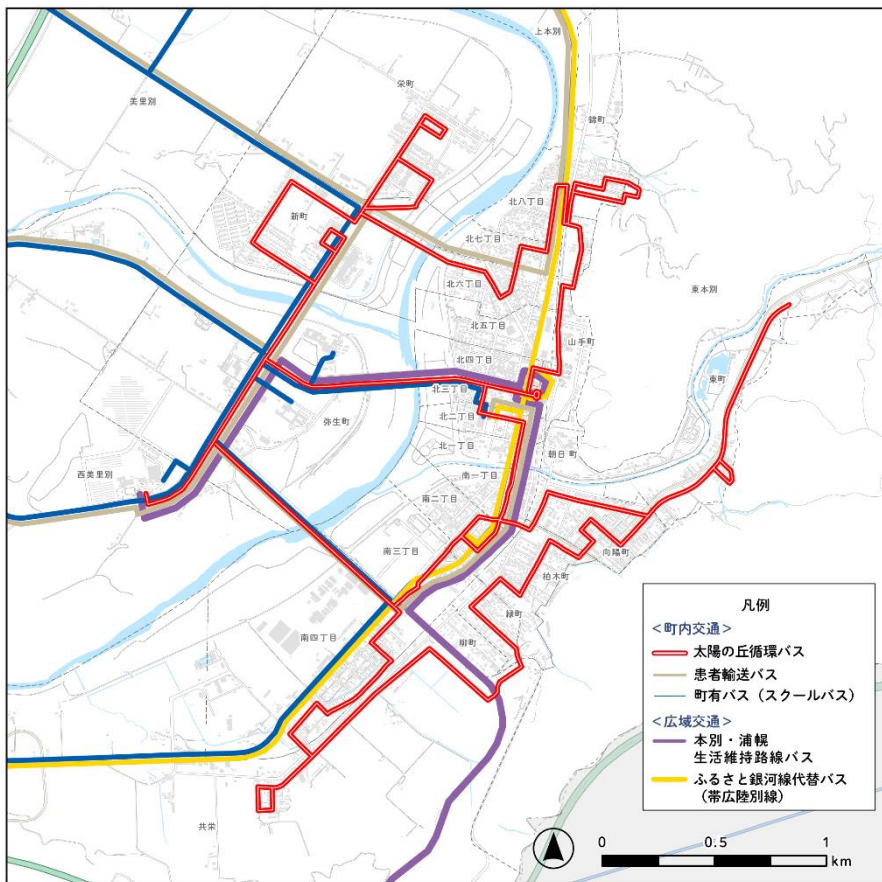 上本別
栄町
美里別
錦町
北八丁目
新町
北七丁目
東本別
北六丁目
北五丁目
山手町
北四丁目
北三丁目
東町
北二丁目
弥生町
北一丁目
朝日町
南一丁目
西美里別
南二丁目
南三丁目
向陽町
柏木町
緑町
南四丁目
柳町
共栄
凡例
<町内交通>
太陽の丘循環バス
患者輸送バス
町有バス（スクールバス）
<広域交通>
本別・浦幌
生活維持路線バス
ふるさと銀河線代替バス
（帯広陸別線）
0 0.5 1
km